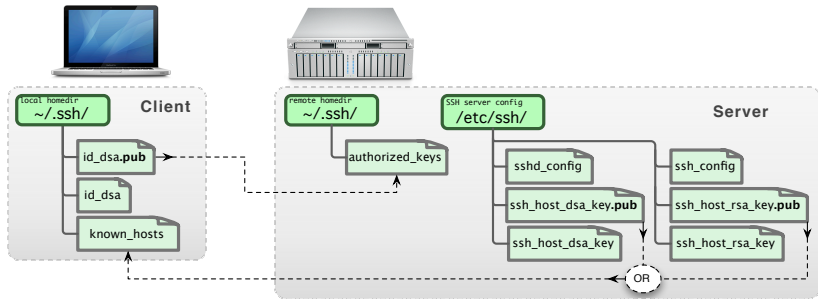 Client
local homedir
~/.ssh/
id_dsa.pub
id_dsa
known_hosts
Server
remote homedir
~/.ssh/
authorized_keys
SSH server config
/etc/ssh/
sshd_config
ssh_host_dsa_key.pub
ssh_host_dsa_key
ssh_config
ssh_host_rsa_key.pub
ssh_host_rsa_key
OR